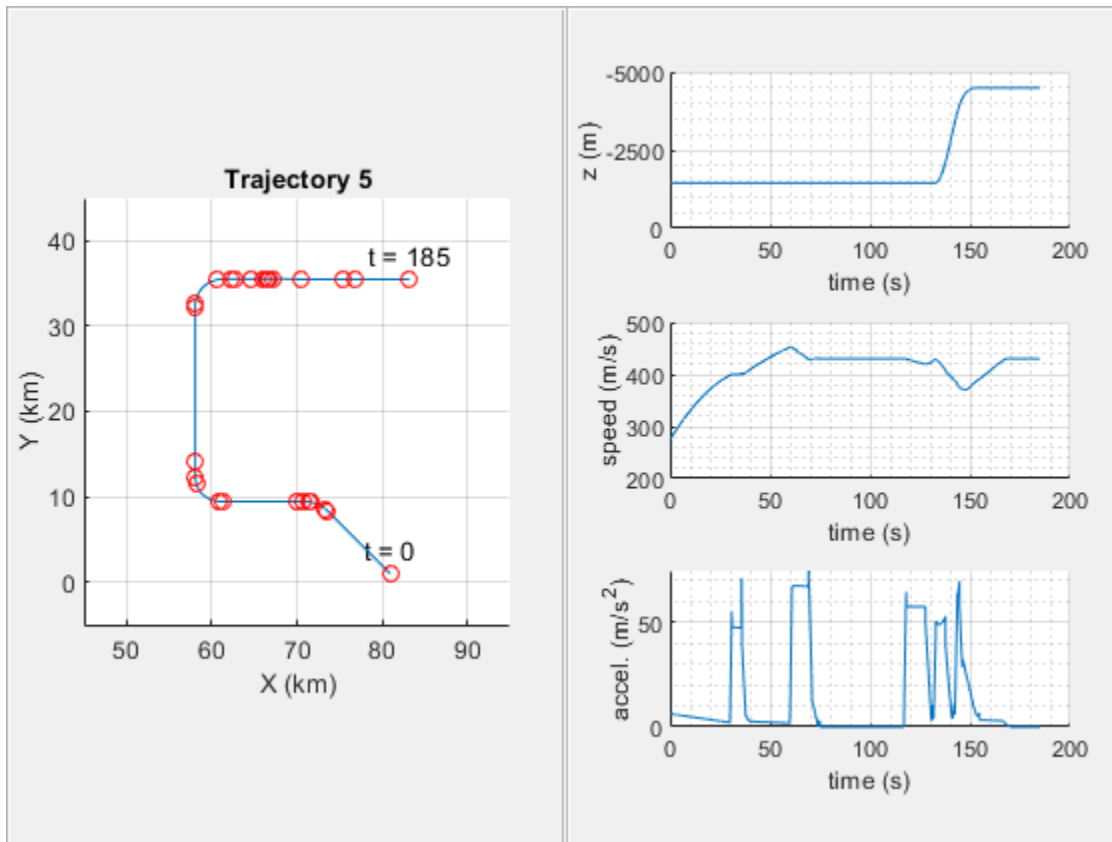 Trajectory 5
40
30
20
10
0
Y (km)
50 60 70 80 90
X (km)
t = 185
t = 0
-5000
-2500
0
z (m)
0 50 100 150 200
time (s)
500
400
300
200
speed (m/s)
0 50 100 150 200
time (s)
50
0
accel. (m/s²)
0 50 100 150 200
time (s)